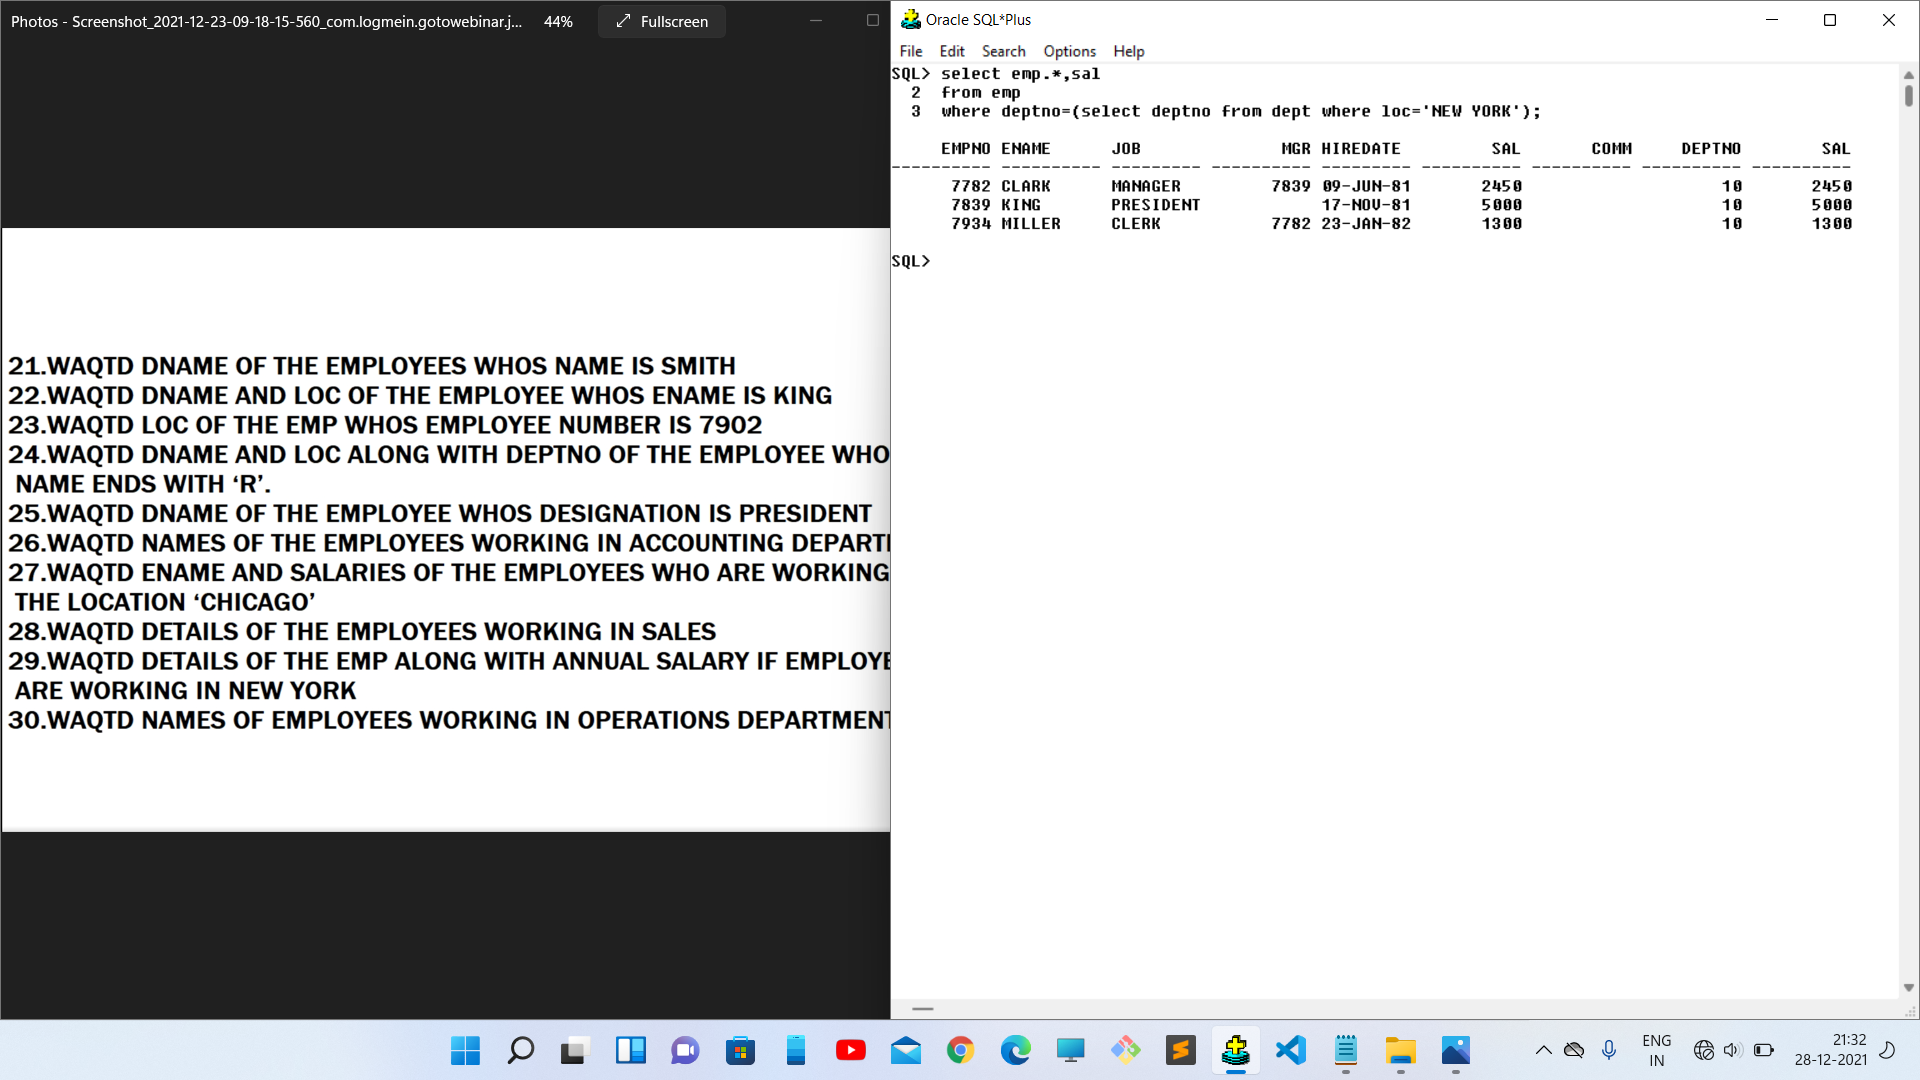 Photos - Screenshot_2021-12-23-09-18-15-560_com.logmein.gotowebinar.j... 44% Fullscreen
21.WAQTD DNAME OF THE EMPLOYEES WHOS NAME IS SMITH
22.WAQTD DNAME AND LOC OF THE EMPLOYEE WHOS ENAME IS KING
23.WAQTD LOC OF THE EMP WHOS EMPLOYEE NUMBER IS 7902
24.WAQTD DNAME AND LOC ALONG WITH DEPTNO OF THE EMPLOYEE WHO
NAME ENDS WITH ‘R’.
25.WAQTD DNAME OF THE EMPLOYEE WHOS DESIGNATION IS PRESIDENT
26.WAQTD NAMES OF THE EMPLOYEES WORKING IN ACCOUNTING DEPART
27.WAQTD ENAME AND SALARIES OF THE EMPLOYEES WHO ARE WORKING
THE LOCATION ‘CHICAGO’
28.WAQTD DETAILS OF THE EMPLOYEES WORKING IN SALES
29.WAQTD DETAILS OF THE EMP ALONG WITH ANNUAL SALARY IF EMPLOYE
ARE WORKING IN NEW YORK
30.WAQTD NAMES OF EMPLOYEES WORKING IN OPERATIONS DEPARTMENT
Oracle SQL*Plus
File Edit Search Options Help
SQL> select emp.*,sal
2 from emp
3 where deptno=(select deptno from dept where loc='NEW YORK');
EMPNO ENAME JOB MGR HIREDATE SAL COMM DEPTNO SAL
---------- ---------- --------- ---------- --------- ---------- ---------- ---------- ----------
7782 CLARK MANAGER 7839 09-JUN-81 2450 10 2450
7839 KING PRESIDENT 17-NOV-81 5000 10 5000
7934 MILLER CLERK 7782 23-JAN-82 1300 10 1300
SQL>
ENG
IN
21:32
28-12-2021